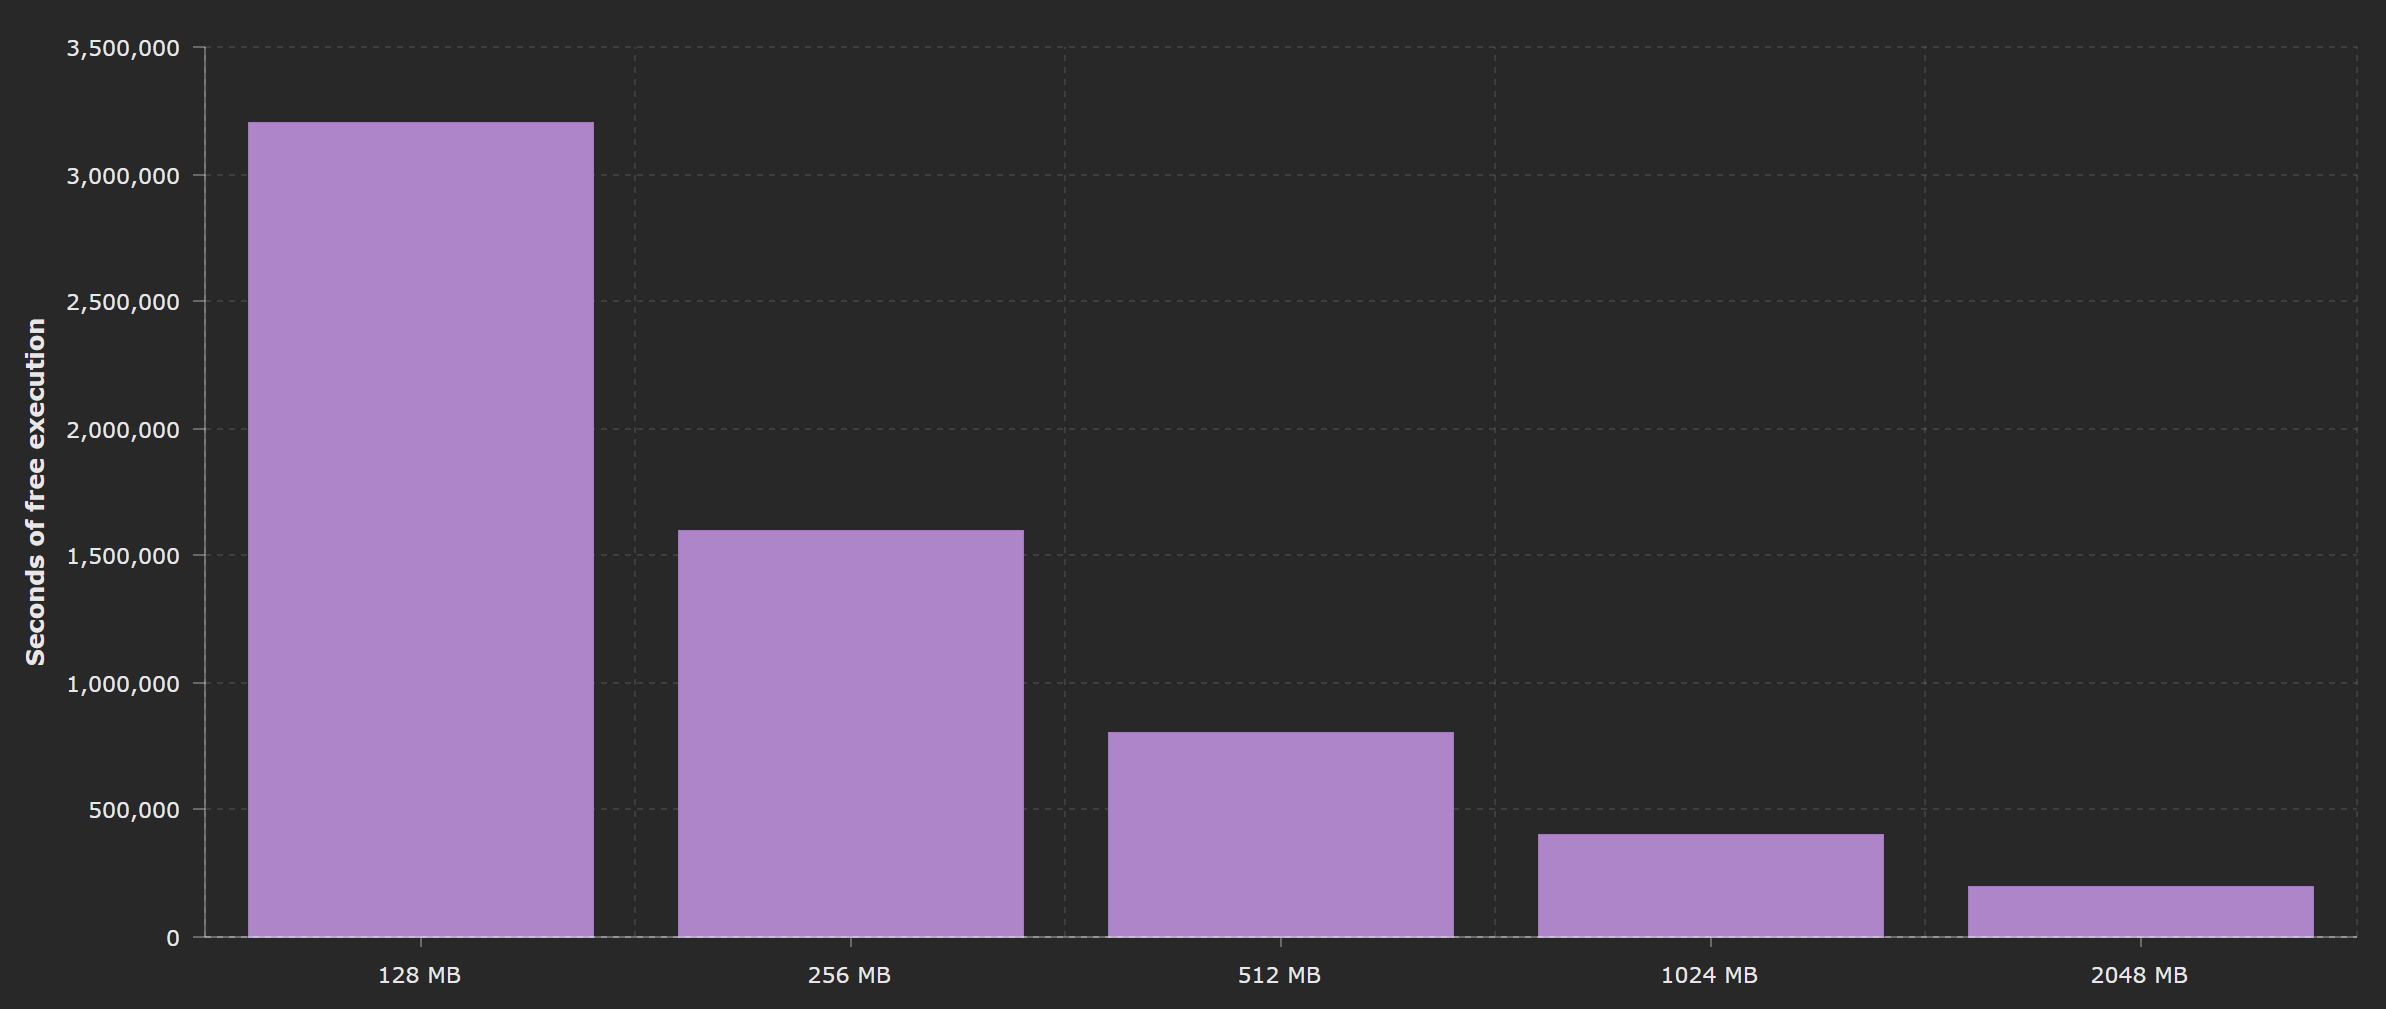 Seconds of free execution
3,500,000
3,000,000
2,500,000
2,000,000
1,500,000
1,000,000
500,000
0
128 MB
256 MB
512 MB
1024 MB
2048 MB